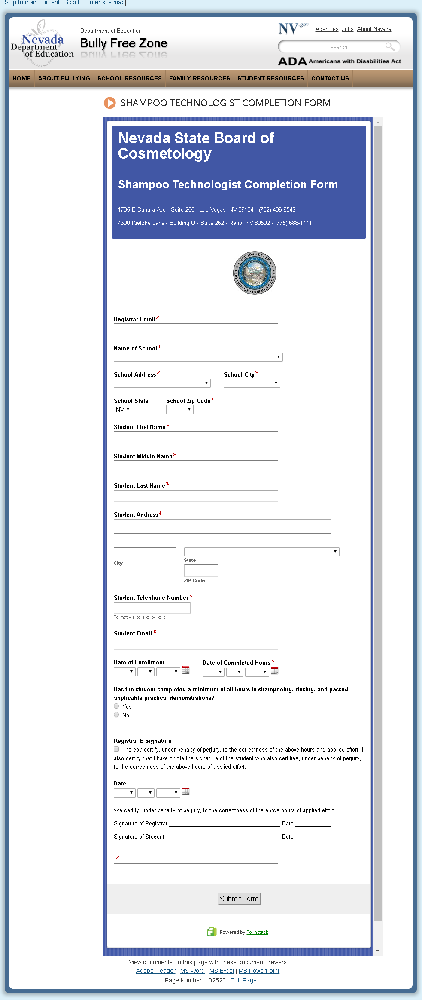 Skip to main content | Skip to footer site map|
Nevada
Department
of Education
Department of Education
Bully Free Zone
NV.gov Agencies Jobs About Nevada
search
ADA Americans with Disabilities Act
HOME ABOUT BULLYING SCHOOL RESOURCES FAMILY RESOURCES STUDENT RESOURCES CONTACT US
SHAMPOO TECHNOLOGIST COMPLETION FORM
Nevada State Board of
Cosmetology
Shampoo Technologist Completion Form
1785 E Sahara Ave - Suite 255 - Las Vegas, NV 89104 - (702) 486-6542
4600 Kietzke Lane - Building O - Suite 262 - Reno, NV 89502 - (775) 688-1441
NEVADA • STATE
BOARD • OF • COSMETOLOGY
Registrar Email*
Name of School*
School Address* School City*
School State* School Zip Code*
NV
Student First Name*
Student Middle Name*
Student Last Name*
Student Address*
City State
ZIP Code
Student Telephone Number*
Format = (xxx) xxx-xxxx
Student Email*
Date of Enrollment Date of Completed Hours*
Has the student completed a minimum of 50 hours in shampooing, rinsing, and passed
applicable practical demonstrations?*
Yes
No
Registrar E-Signature*
I hereby certify, under penalty of perjury, to the correctness of the above hours and applied effort. I
also certify that I have on file the signature of the student who also certifies, under penalty of perjury,
to the correctness of the above hours of applied effort.
Date
We certify, under penalty of perjury, to the correctness of the above hours of applied effort.
Signature of Registrar ______ Date ______
Signature of Student ______ Date ______
-*
Submit Form
Powered by Formstack
View documents on this page with these document viewers:
Adobe Reader | MS Word | MS Excel | MS PowerPoint
Page Number: 182528 | Edit Page